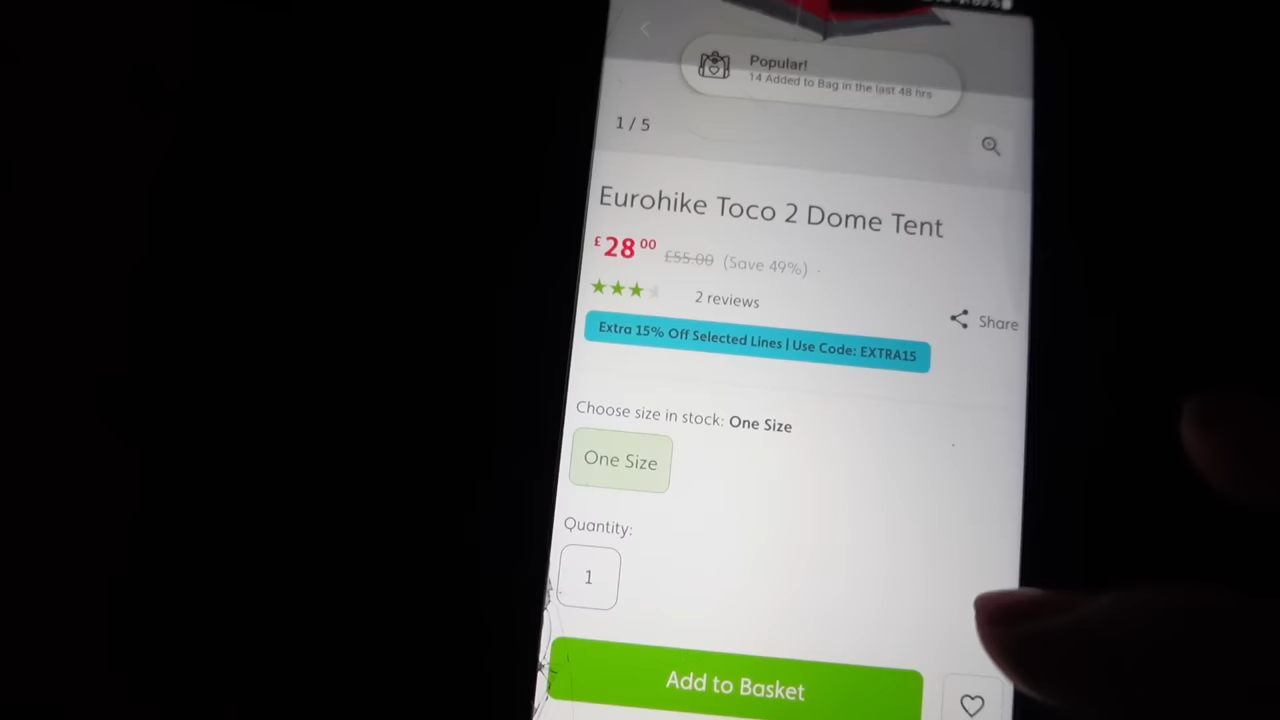 Popular!
14 Added to Bag in the last 48 hrs
1 / 5
Eurohike Toco 2 Dome Tent
£28 00 £55.00 (Save 49%)
2 reviews
Share
Extra 15% Off Selected Lines | Use Code: EXTRA15
Choose size in stock: One Size
One Size
Quantity:
1
Add to Basket